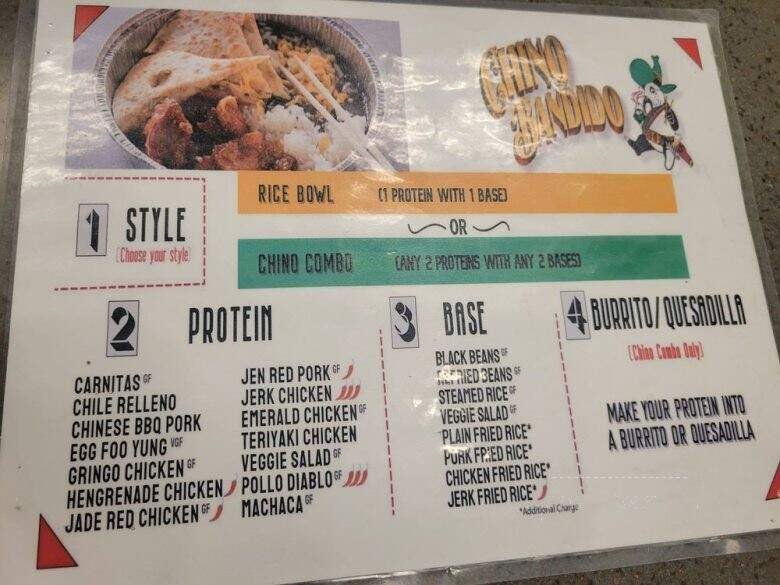 CHINO
BANDIDO
RICE BOWL (1 PROTEIN WITH 1 BASE)
OR
CHINO COMBO (ANY 2 PROTEINS WITH ANY 2 BASES)
1 STYLE
(Choose your style)
2 PROTEIN
CARNITAS GF
CHILE RELLENO
CHINESE BBQ PORK
EGG FOO YUNG VGF
GRINGO CHICKEN GF
HENGRENADE CHICKEN
JADE RED CHICKEN GF
JEN RED PORK GF
JERK CHICKEN
EMERALD CHICKEN GF
TERIYAKI CHICKEN
VEGGIE SALAD GF
POLLO DIABLO GF
MACHACA GF
3 BASE
BLACK BEANS GF
REFRIED BEANS GF
STEAMED RICE GF
VEGGIE SALAD GF
PLAIN FRIED RICE*
PORK FRIED RICE*
CHICKEN FRIED RICE*
JERK FRIED RICE*
*Additional Charge
4 BURRITO/QUESADILLA
(Chino Combo Only)
MAKE YOUR PROTEIN INTO
A BURRITO OR QUESADILLA